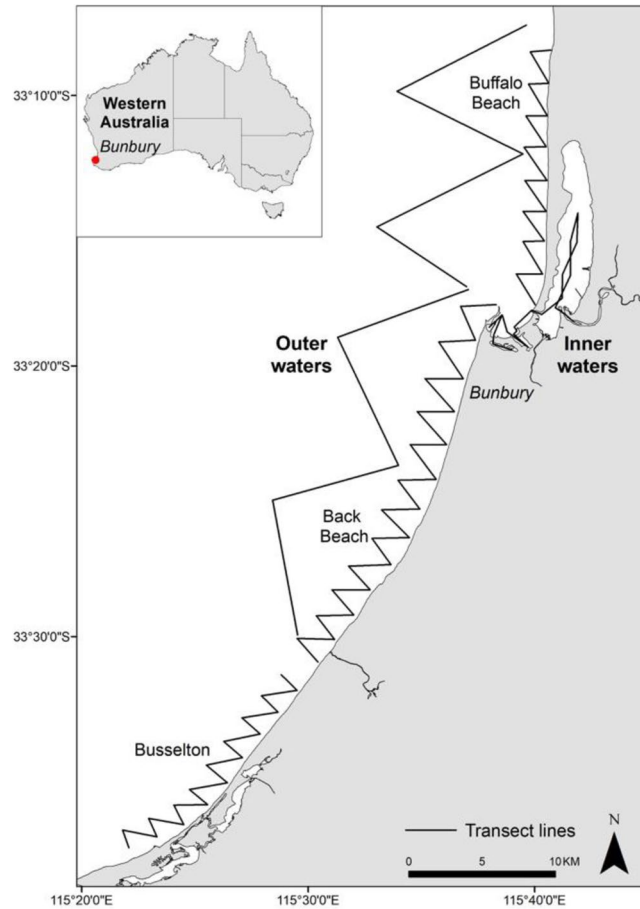 Western
Australia
Bunbury
33°10'0"S
Buffalo
Beach
Outer
waters
33°20'0"S
Inner
waters
Bunbury
Back
Beach
33°30'0"S
Busselton
Transect lines
N
0 5 10KM
115°20'0"E 115°30'0"E 115°40'0"E